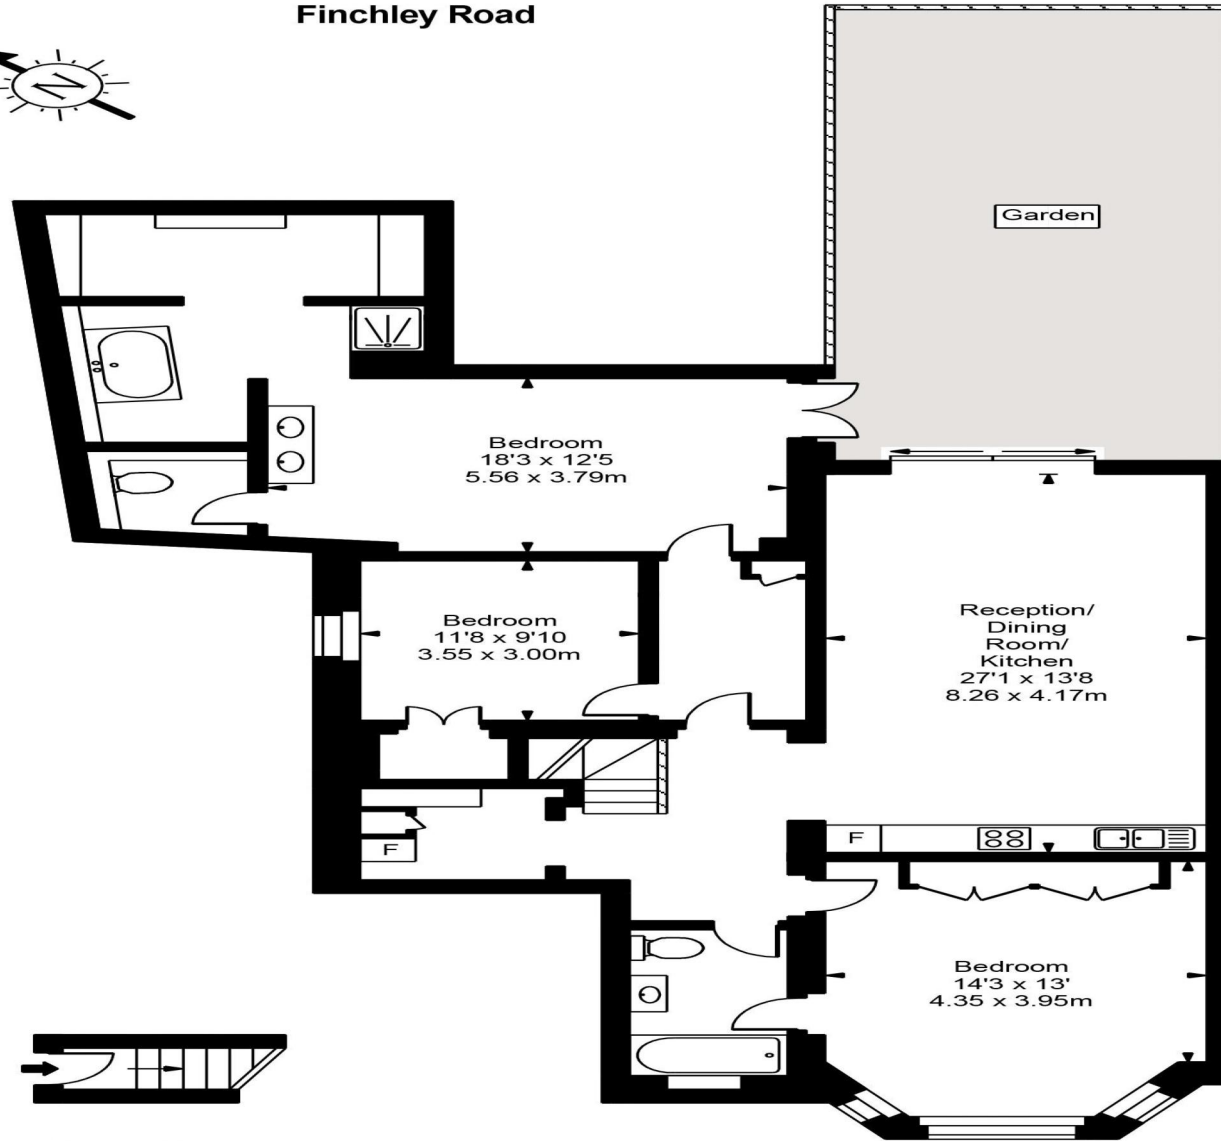 Finchley Road
N
Garden
Bedroom
18'3 x 12'5
5.56 x 3.79m
Bedroom
11'8 x 9'10
3.55 x 3.00m
Reception/
Dining
Room/
Kitchen
27'1 x 13'8
8.26 x 4.17m
F
F
Bedroom
14'3 x 13'
4.35 x 3.95m